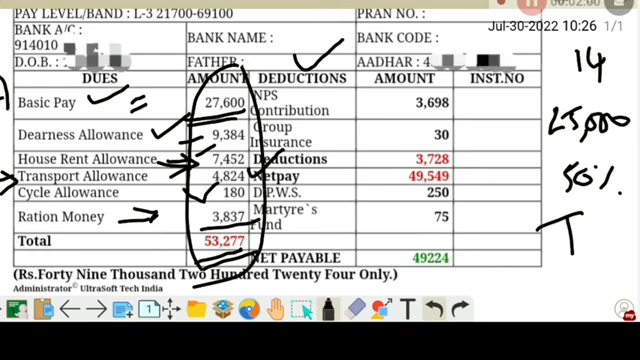 PAY LEVEL/BAND : L-3 21700-69100 PRAN NO. :
Jul-30-2022 10:26 1/1
BANK A/C :
914010
BANK NAME : BANK CODE :
D.O.B. : FATHER : AADHAR : 4
DUES AMOUNT DEDUCTIONS AMOUNT INST.NO
Basic Pay 27,600 NPS Contribution 3,698
Dearness Allowance 9,384 Group Insurance 30
House Rent Allowance 7,452 Deductions 3,728
Transport Allowance 4,824 Netpay 49,549
Cycle Allowance 180 D.P.W.S. 250
Ration Money 3,837 Martyre`s Fund 75
Total 53,277
NET PAYABLE 49224
(Rs.Forty Nine Thousand Two Hundred Twenty Four Only.)
Administrator© UltraSoft Tech India
14
25,000
50%
T
1
T
my